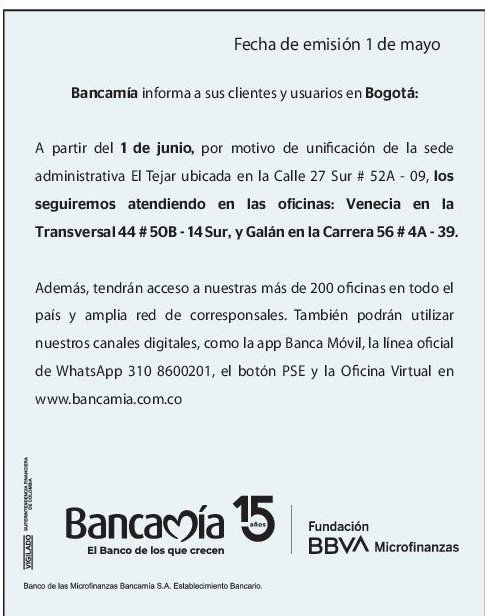 Fecha de emisión 1 de mayo
Bancamía informa a sus clientes y usuarios en Bogotá:
A partir del 1 de junio, por motivo de unificación de la sede
administrativa El Tejar ubicada en la Calle 27 Sur # 52A - 09, los
seguiremos atendiendo en las oficinas: Venecia en la
Transversal 44 # 50B - 14 Sur, y Galán en la Carrera 56 # 4A - 39.
Además, tendrán acceso a nuestras más de 200 oficinas en todo el
país y amplia red de corresponsales. También podrán utilizar
nuestros canales digitales, como la app Banca Móvil, la línea oficial
de WhatsApp 310 8600201, el botón PSE y la Oficina Virtual en
www.bancamia.com.co
VIGILADO SUPERINTENDENCIA FINANCIERA
DE COLOMBIA
Bancamía 15
años
El Banco de los que crecen
Fundación
BBVA Microfinanzas
Banco de las Microfinanzas Bancamía S.A. Establecimiento Bancario.